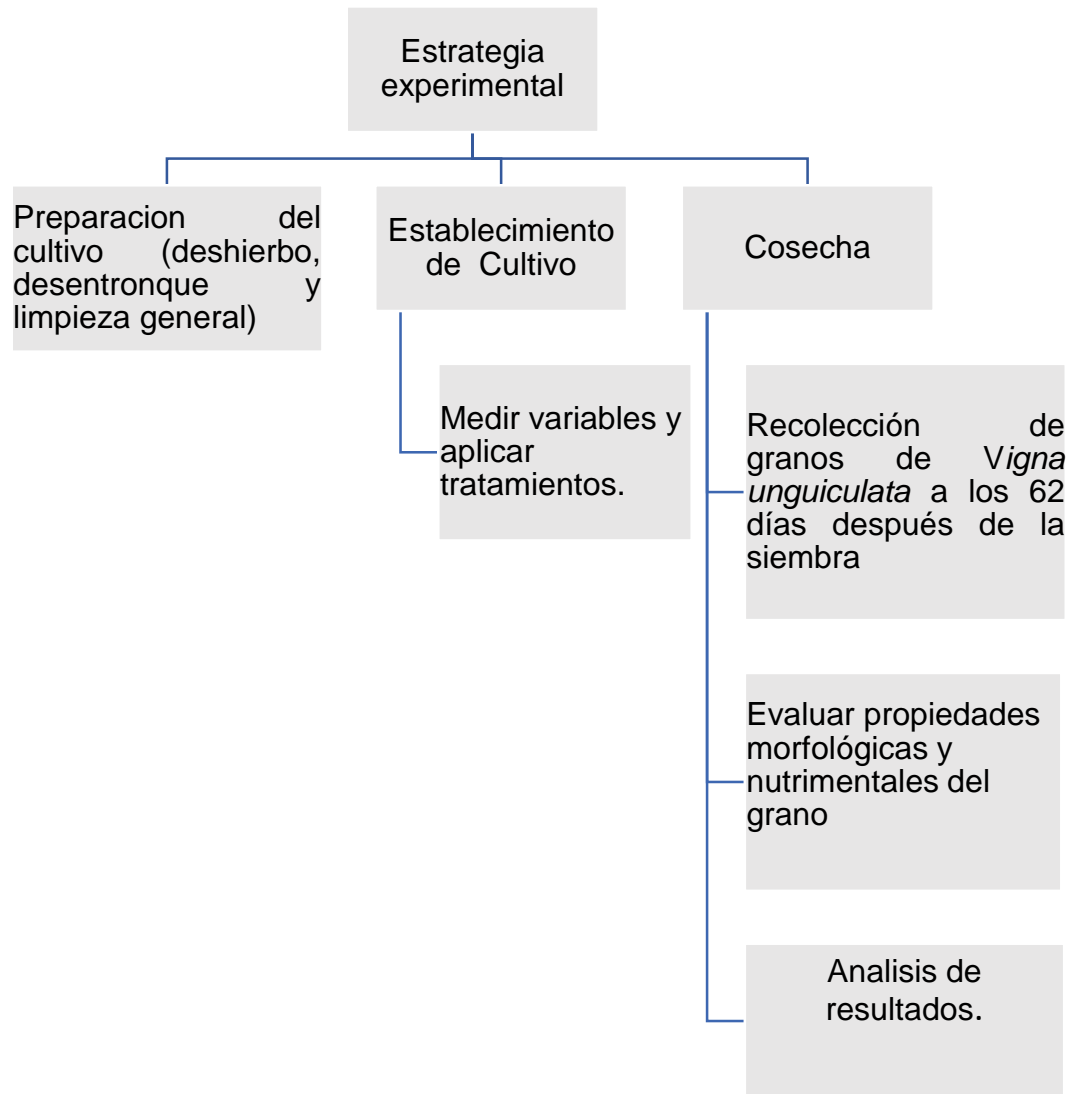 Estrategia
experimental
Preparacion del
cultivo (deshierbo,
desentronque y
limpieza general)
Establecimiento
de Cultivo
Cosecha
Medir variables y
aplicar
tratamientos.
Recolección de
granos de Vigna
unguiculata a los 62
días después de la
siembra
Evaluar propiedades
morfológicas y
nutrimentales del
grano
Analisis de
resultados.